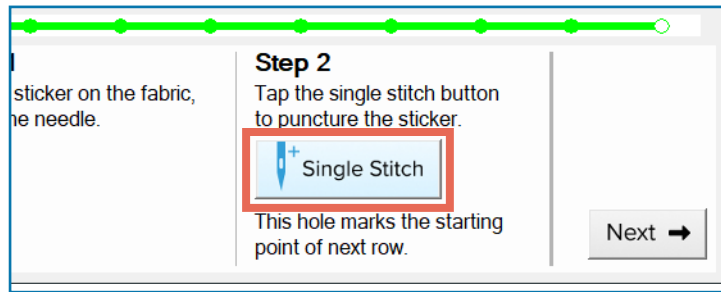 sticker on the fabric,
needle.
Step 2
Tap the single stitch button
to puncture the sticker.
Single Stitch
This hole marks the starting
point of next row.
Next